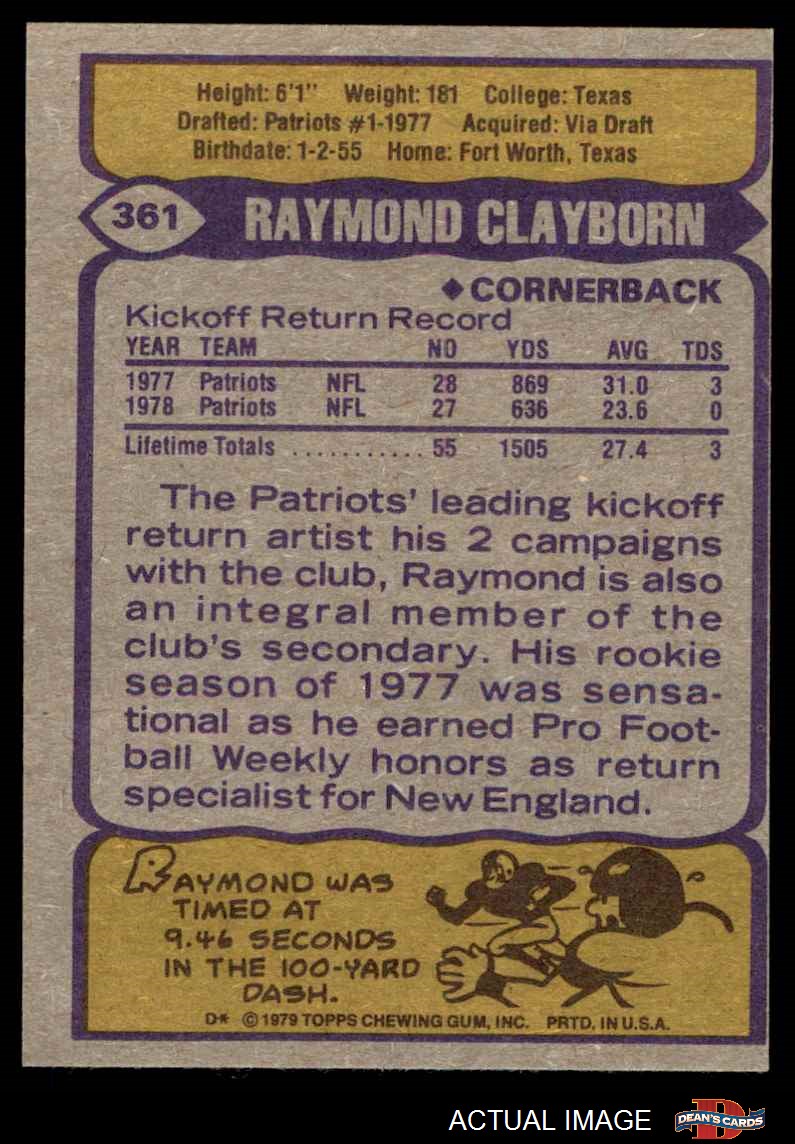 Height: 6'1" Weight: 181 College: Texas
Drafted: Patriots #1-1977 Acquired: Via Draft
Birthdate: 1-2-55 Home: Fort Worth, Texas
361 RAYMOND CLAYBORN
◆CORNERBACK
Kickoff Return Record
YEAR TEAM NO YDS AVG TDS
1977 Patriots NFL 28 869 31.0 3
1978 Patriots NFL 27 636 23.6 0
Lifetime Totals ........... 55 1505 27.4 3
The Patriots' leading kickoff
return artist his 2 campaigns
with the club, Raymond is also
an integral member of the
club's secondary. His rookie
season of 1977 was sensa-
tional as he earned Pro Foot-
ball Weekly honors as return
specialist for New England.
RAYMOND WAS
TIMED AT
9.46 SECONDS
IN THE 100-YARD
DASH.
D* © 1979 TOPPS CHEWING GUM, INC. PRTD. IN U.S.A.
ACTUAL IMAGE
D
DEAN'S CARDS